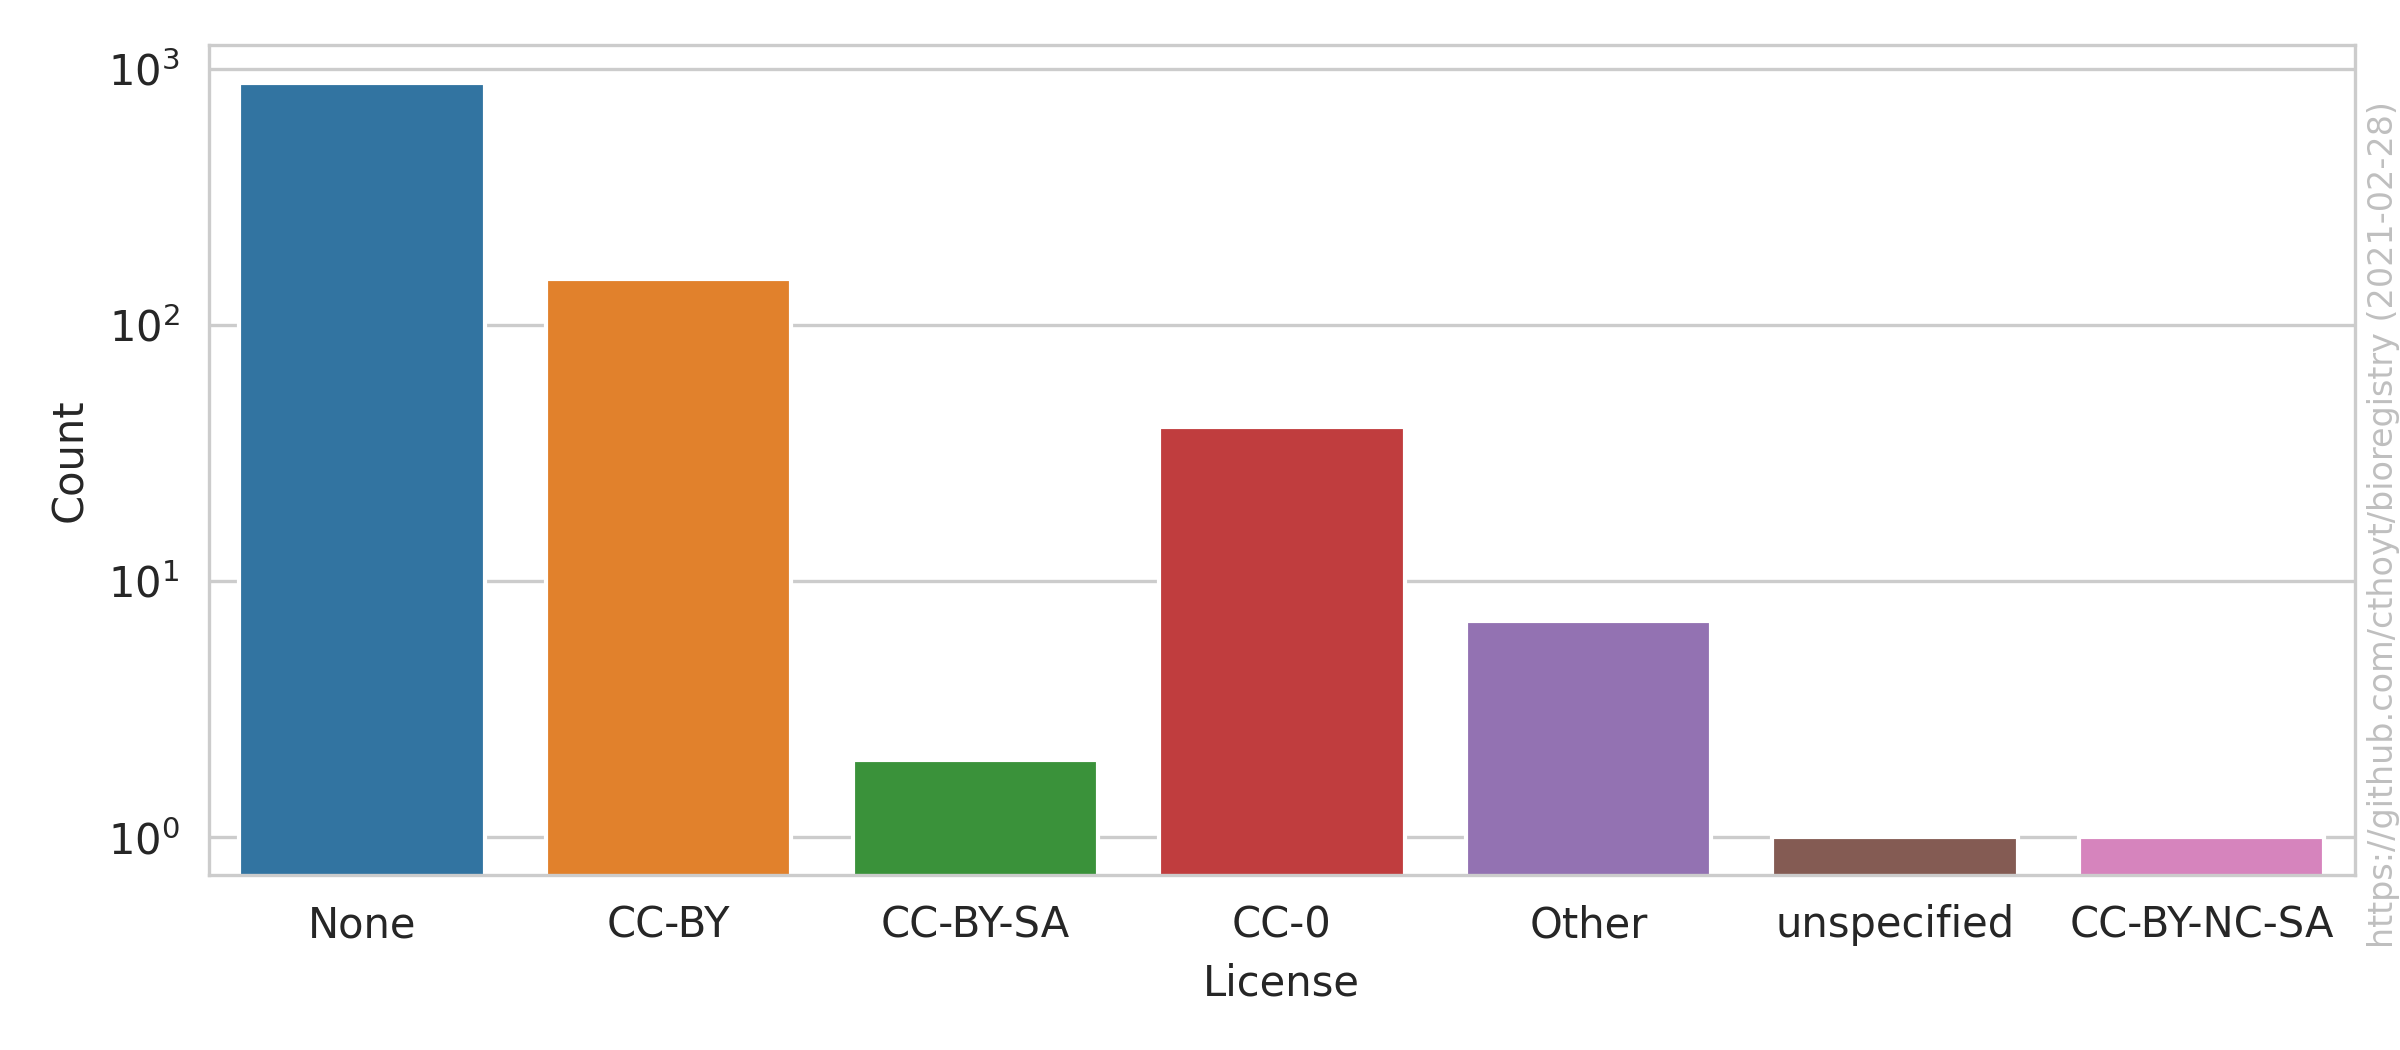 10³
10²
10¹
10⁰
Count
None CC-BY CC-BY-SA CC-0 Other unspecified CC-BY-NC-SA
License
https://github.com/cthoyt/bioregistry (2021-02-28)